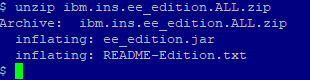 $ unzip ibm.ins.ee_edition.ALL.zip
Archive:  ibm.ins.ee_edition.ALL.zip
  inflating: ee_edition.jar
  inflating: README-Edition.txt
$